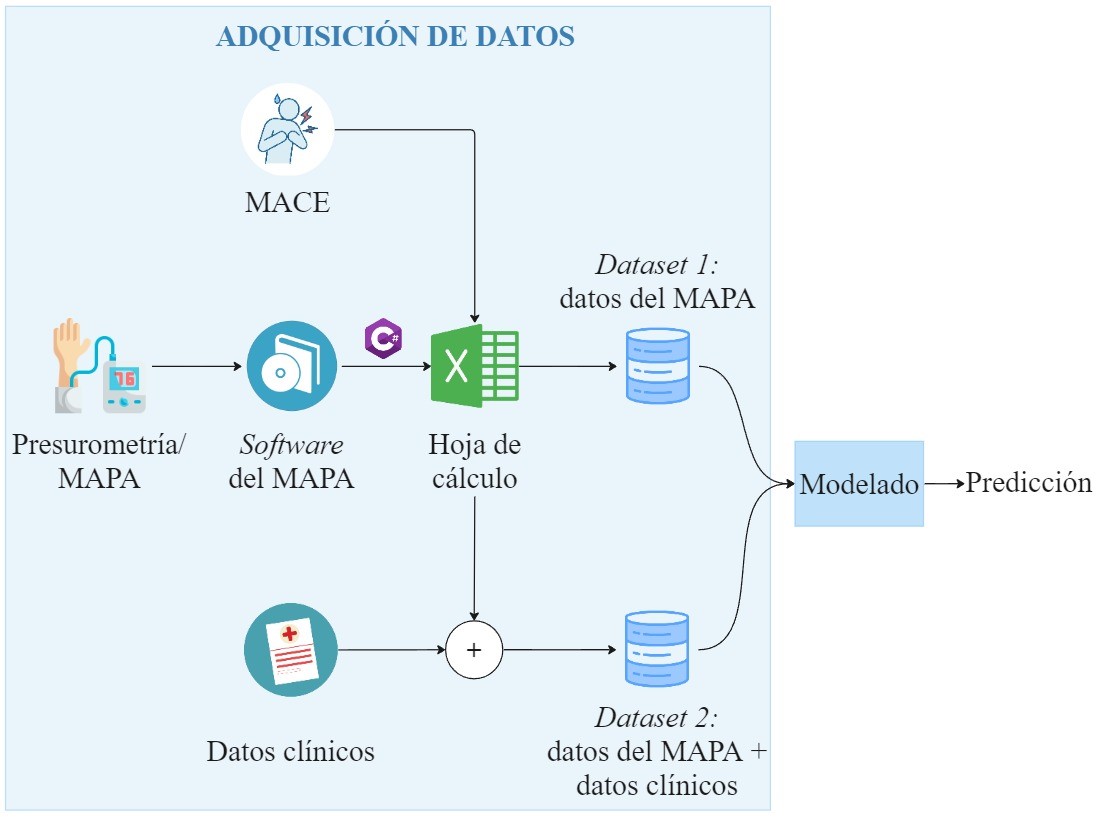 ADQUISICIÓN DE DATOS
MACE
Dataset 1:
datos del MAPA
C#
X
76
Presurometría/
MAPA
Software
del MAPA
Hoja de
cálculo
Modelado
Predicción
+
Datos clínicos
Dataset 2:
datos del MAPA +
datos clínicos